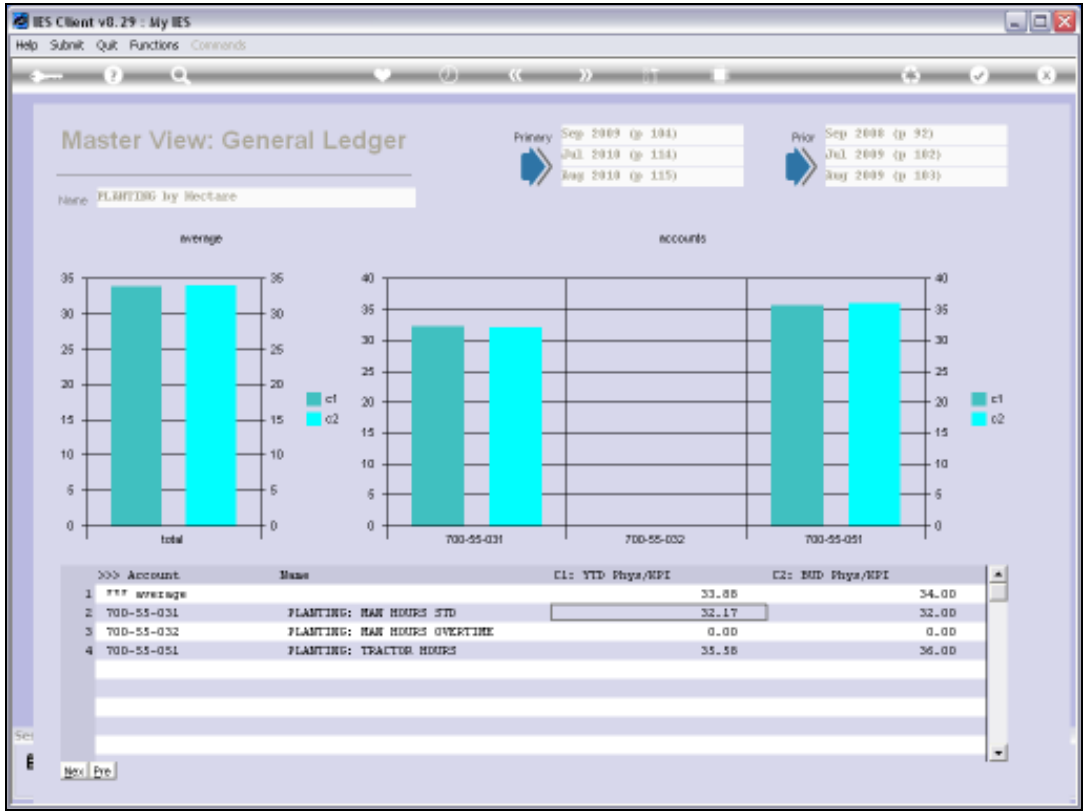 IES Client v8.29 : My IES
Help Submit Quit Functions Commands
Master View: General Ledger
Primary Sep 2009 (p 104) Prior Sep 2008 (p 92)
Jul 2010 (p 114) Jul 2009 (p 102)
Aug 2010 (p 115) Aug 2009 (p 103)
Name PLANTING by Hectare
average accounts
35 35 40 40
30 30 35 35
25 25 30 30
20 20 25 25
15 15 20 20
10 10 15 15
5 5 10 10
0 0 5 5
0 0
c1 c1
c2 c2
total 700-55-031 700-55-032 700-55-051
>>> Account Name C1: YTD Phys/KPI C2: BUD Phys/KPI
1 *** average 33.88 34.00
2 700-55-031 PLANTING: MAN HOURS STD 32.17 32.00
3 700-55-032 PLANTING: MAN HOURS OVERTIME 0.00 0.00
4 700-55-051 PLANTING: TRACTOR HOURS 35.58 36.00
Nex Pre